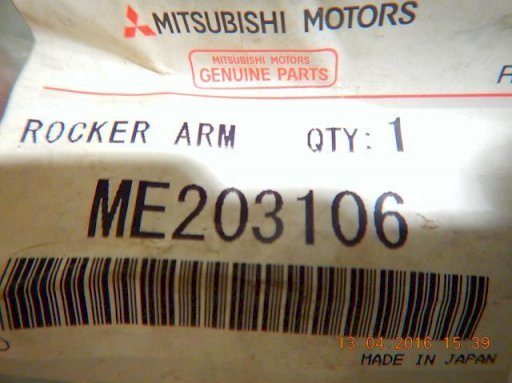 MITSUBISHI MOTORS
MITSUBISHI MOTORS
GENUINE PARTS
ROCKER ARM QTY: 1
ME203106
13 04 2016 15 39
MADE IN JAPAN